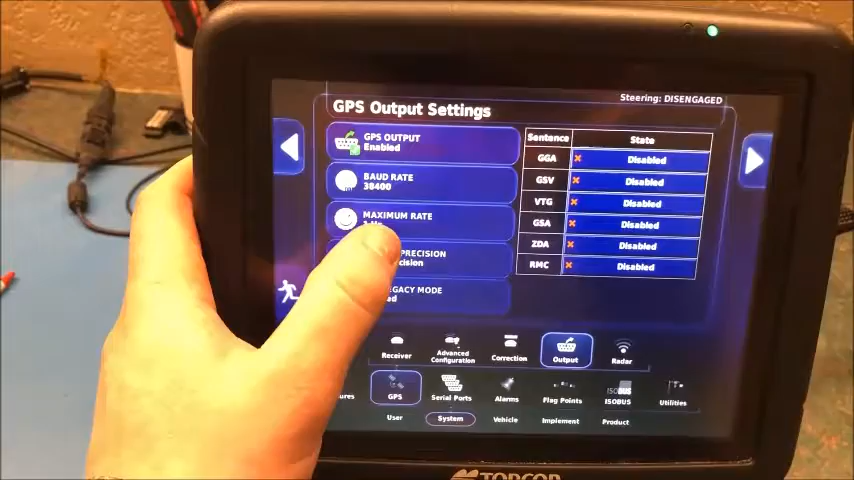 Steering: DISENGAGED
GPS Output Settings
GPS OUTPUT
Enabled
BAUD RATE
38400
MAXIMUM RATE
PRECISION
LEGACY MODE
Sentence State
GGA Disabled
GSV Disabled
VTG Disabled
GSA Disabled
ZDA Disabled
RMC Disabled
Receiver
Advanced
Configuration
Correction
Output
Radar
GPS
Serial Ports
Alarms
Flag Points
ISOBUS
ISOBUS
Utilities
User
System
Vehicle
Implement
Product
TOPCON